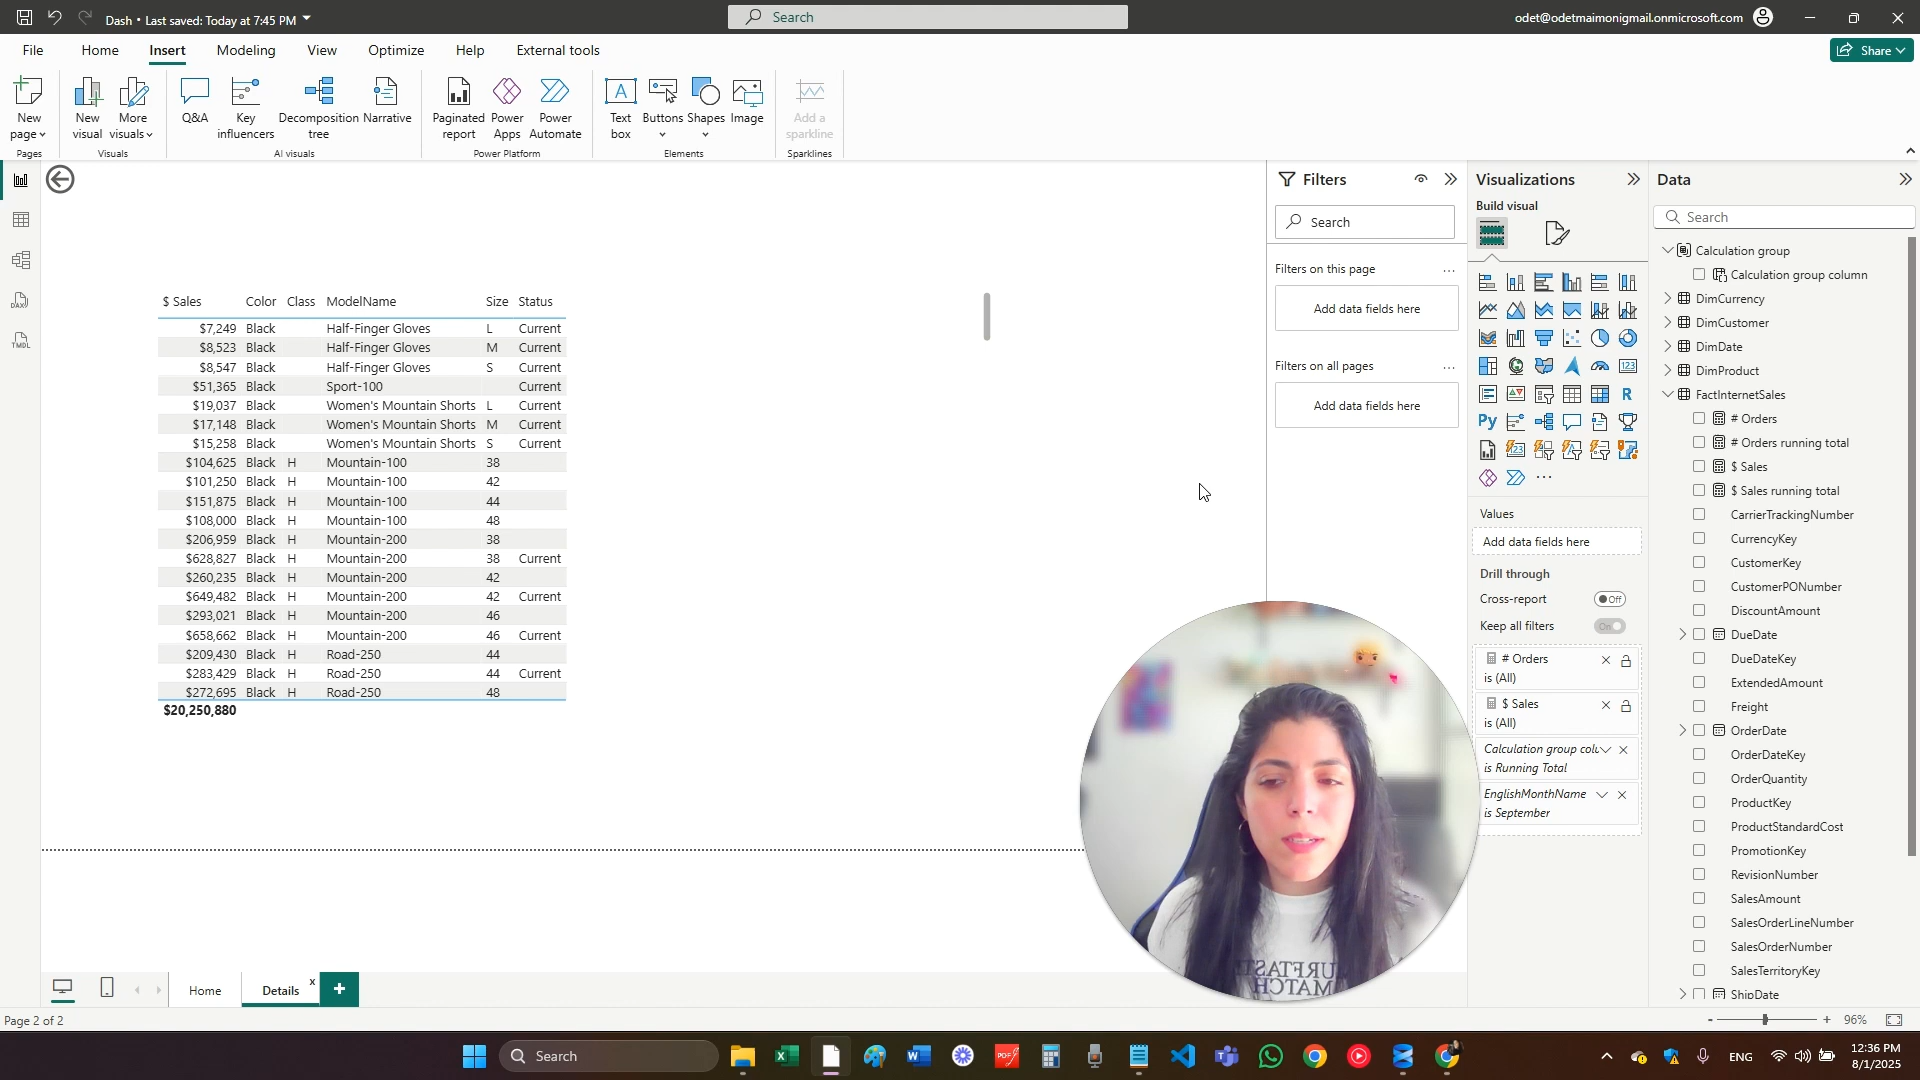 Dash • Last saved: Today at 7:45 PM
Search
odet@odetmaimonigmail.onmicrosoft.com
File
Home
Insert
Modeling
View
Optimize
Help
External tools
Share
New page
New visual
More visuals
Q&A
Key influencers
Decomposition tree
Narrative
Paginated report
Power Apps
Power Automate
Text box
Buttons
Shapes
Image
Add a sparkline
Pages
Visuals
AI visuals
Power Platform
Elements
Sparklines
DAX
TMDL
$ Sales Color Class ModelName Size Status
$7,249 Black Half-Finger Gloves L Current
$8,523 Black Half-Finger Gloves M Current
$8,547 Black Half-Finger Gloves S Current
$51,365 Black Sport-100 Current
$19,037 Black Women's Mountain Shorts L Current
$17,148 Black Women's Mountain Shorts M Current
$15,258 Black Women's Mountain Shorts S Current
$104,625 Black H Mountain-100 38
$101,250 Black H Mountain-100 42
$151,875 Black H Mountain-100 44
$108,000 Black H Mountain-100 48
$206,959 Black H Mountain-200 38
$628,827 Black H Mountain-200 38 Current
$260,235 Black H Mountain-200 42
$649,482 Black H Mountain-200 42 Current
$293,021 Black H Mountain-200 46
$658,662 Black H Mountain-200 46 Current
$209,430 Black H Road-250 44
$283,429 Black H Road-250 44 Current
$272,695 Black H Road-250 48
$20,250,880
Filters
Search
Filters on this page
Add data fields here
Filters on all pages
Add data fields here
Visualizations
Build visual
123
R
Py
Values
Add data fields here
Drill through
Cross-report
Off
Keep all filters
On
# Orders
is (All)
$ Sales
is (All)
Calculation group colu
is Running Total
EnglishMonthName
is September
Data
Search
Calculation group
Calculation group column
DimCurrency
DimCustomer
DimDate
DimProduct
FactInternetSales
# Orders
# Orders running total
$ Sales
$ Sales running total
CarrierTrackingNumber
CurrencyKey
CustomerKey
CustomerPONumber
DiscountAmount
DueDate
DueDateKey
ExtendedAmount
Freight
OrderDate
OrderDateKey
OrderQuantity
ProductKey
ProductStandardCost
PromotionKey
RevisionNumber
SalesAmount
SalesOrderLineNumber
SalesOrderNumber
SalesTerritoryKey
ShipDate
Home
Details
Page 2 of 2
96%
Search
ENG
12:36 PM
8/1/2025